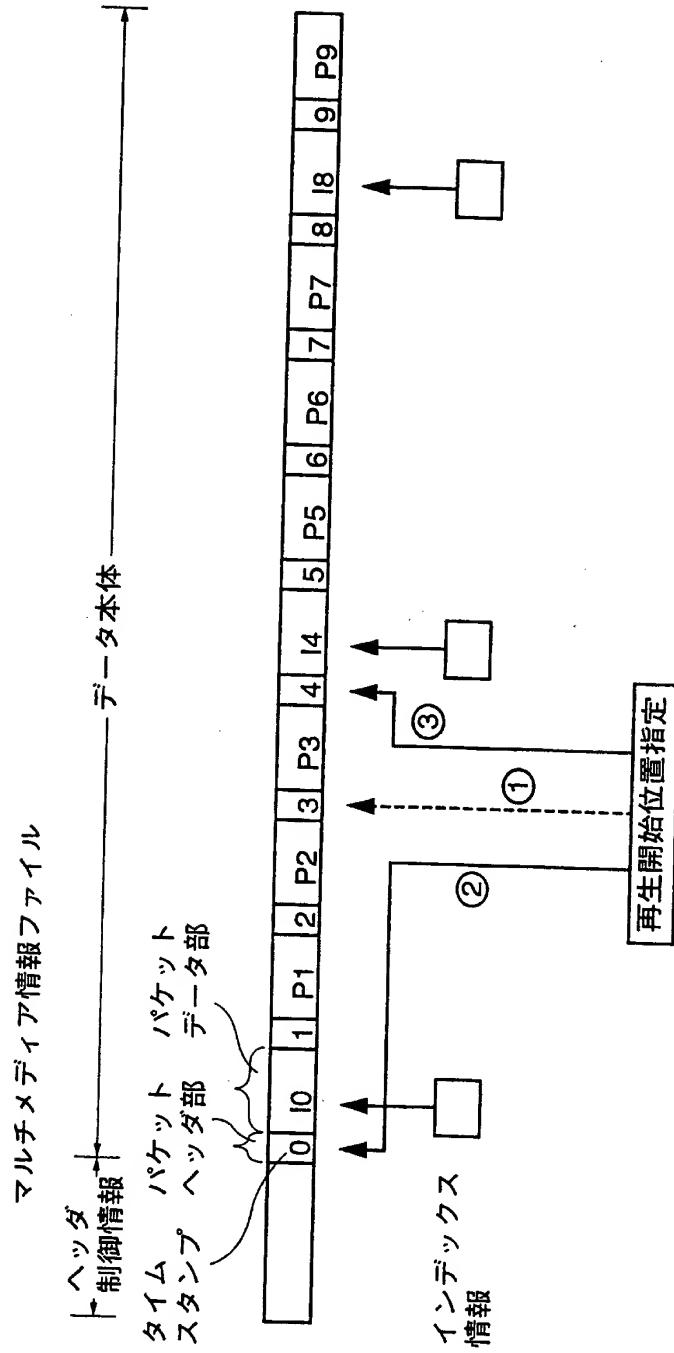 マルチメディア情報ファイル
ヘッダ
制御情報
データ本体
タイム
スタンプ
パケット
ヘッダ部
パケット
データ部
0 I0 1 P1 2 P2 3 P3 4 I4 5 P5 6 P6 7 P7 8 I8 9 P9
インデックス
情報
② ① ③
再生開始位置指定